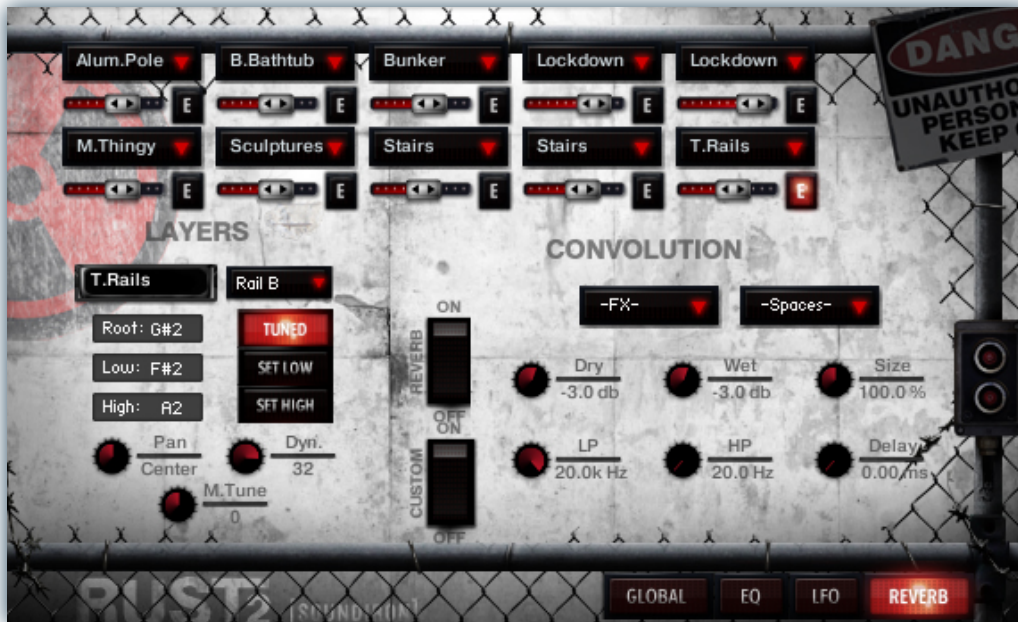 Alum.Pole B.Bathtub Bunker Lockdown Lockdown
E E E E E
M.Thingy Sculptures Stairs Stairs T.Rails
E E E E E
LAYERS
CONVOLUTION
T.Rails Rail B
-FX- -Spaces-
Root: G#2 TUNED
Low: F#2 SET LOW
High: A2 SET HIGH
Pan Dyn.
Center 32
M.Tune
0
ON
REVERB
OFF
ON
CUSTOM
OFF
Dry Wet Size
-3.0 db -3.0 db 100.0 %
LP HP Delay
20.0k Hz 20.0 Hz 0.00 ms
DANG
UNAUTHO
PERSON
KEEP
RUST2 [SOUNDIRON]
GLOBAL EQ LFO REVERB